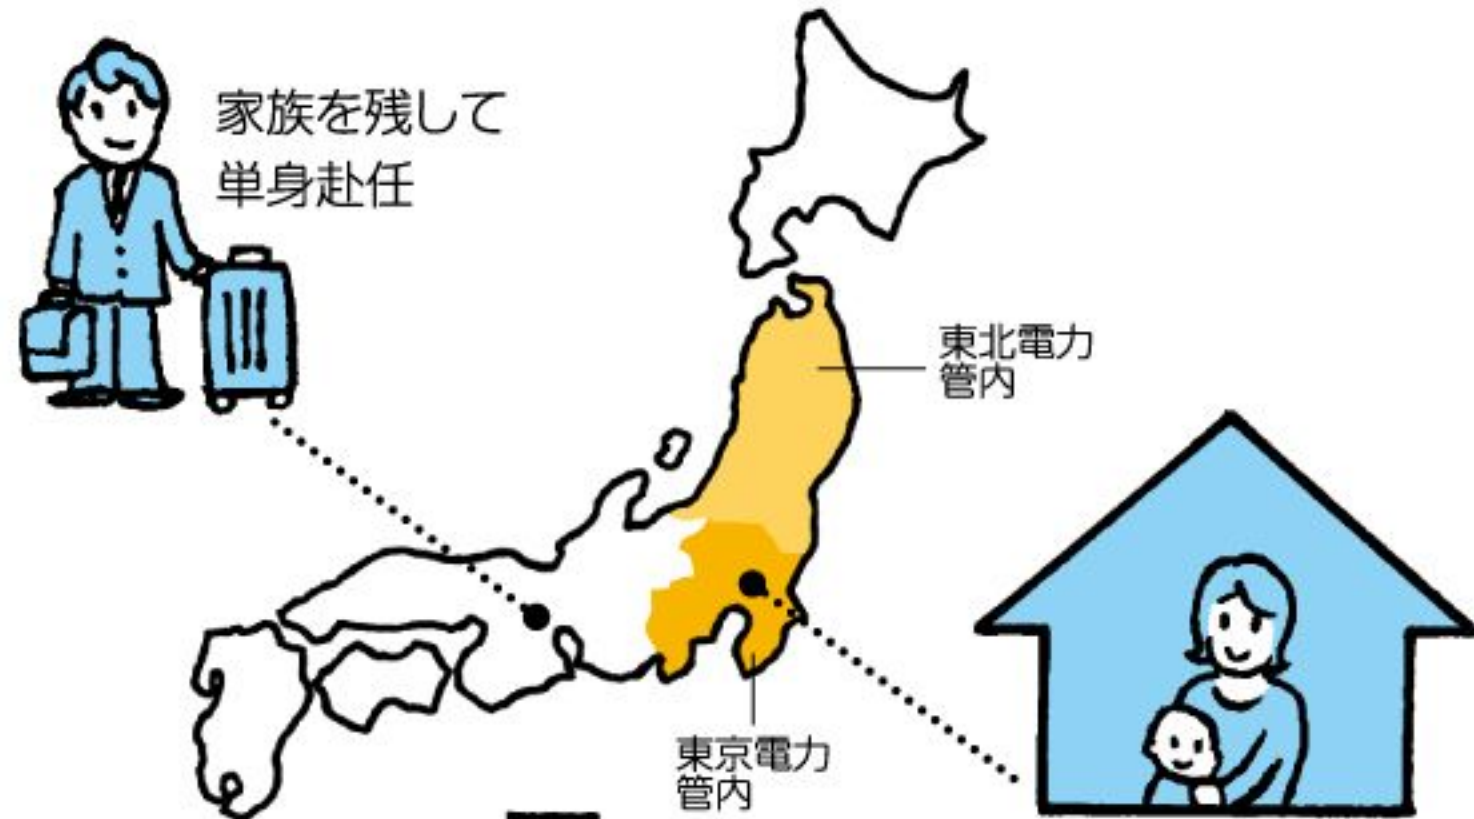 家族を残して
単身赴任
東北電力
管内
東京電力
管内